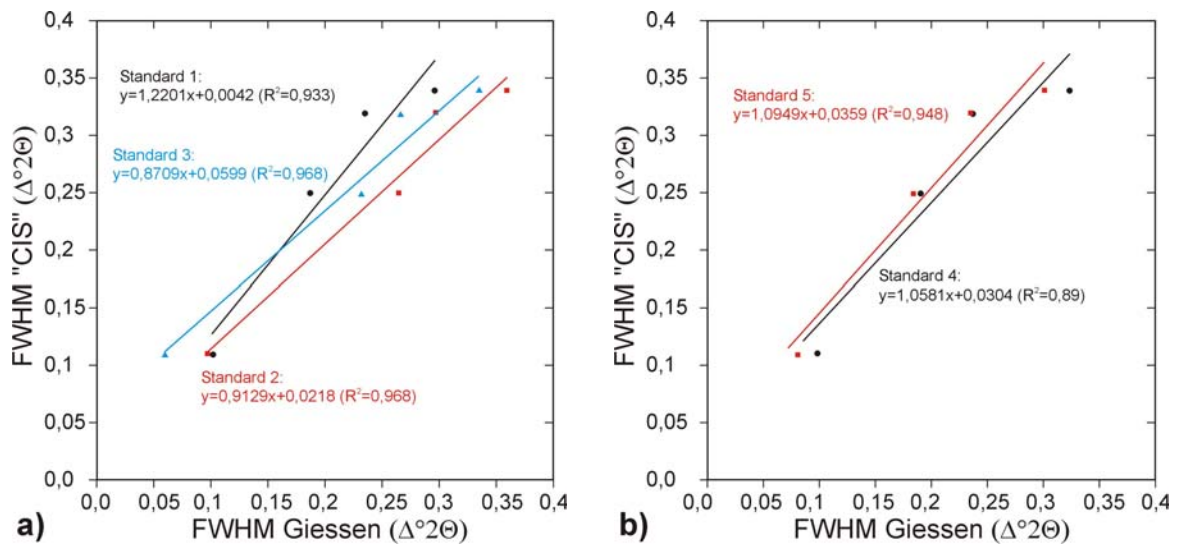 0,4
0,35
0,3
0,25
0,2
0,15
0,1
0,05
0,0
FWHM "CIS" (Δ°2Θ)
Standard 1:
y=1,2201x+0,0042 (R²=0,933)
Standard 3:
y=0,8709x+0,0599 (R²=0,968)
Standard 2:
y=0,9129x+0,0218 (R²=0,968)
0,0 0,05 0,1 0,15 0,2 0,25 0,3 0,35 0,4
a) FWHM Giessen (Δ°2Θ)
0,4
0,35
0,3
0,25
0,2
0,15
0,1
0,05
0,0
FWHM "CIS" (Δ°2Θ)
Standard 5:
y=1,0949x+0,0359 (R²=0,948)
Standard 4:
y=1,0581x+0,0304 (R²=0,89)
0,0 0,05 0,1 0,15 0,2 0,25 0,3 0,35 0,4
b) FWHM Giessen (Δ°2Θ)